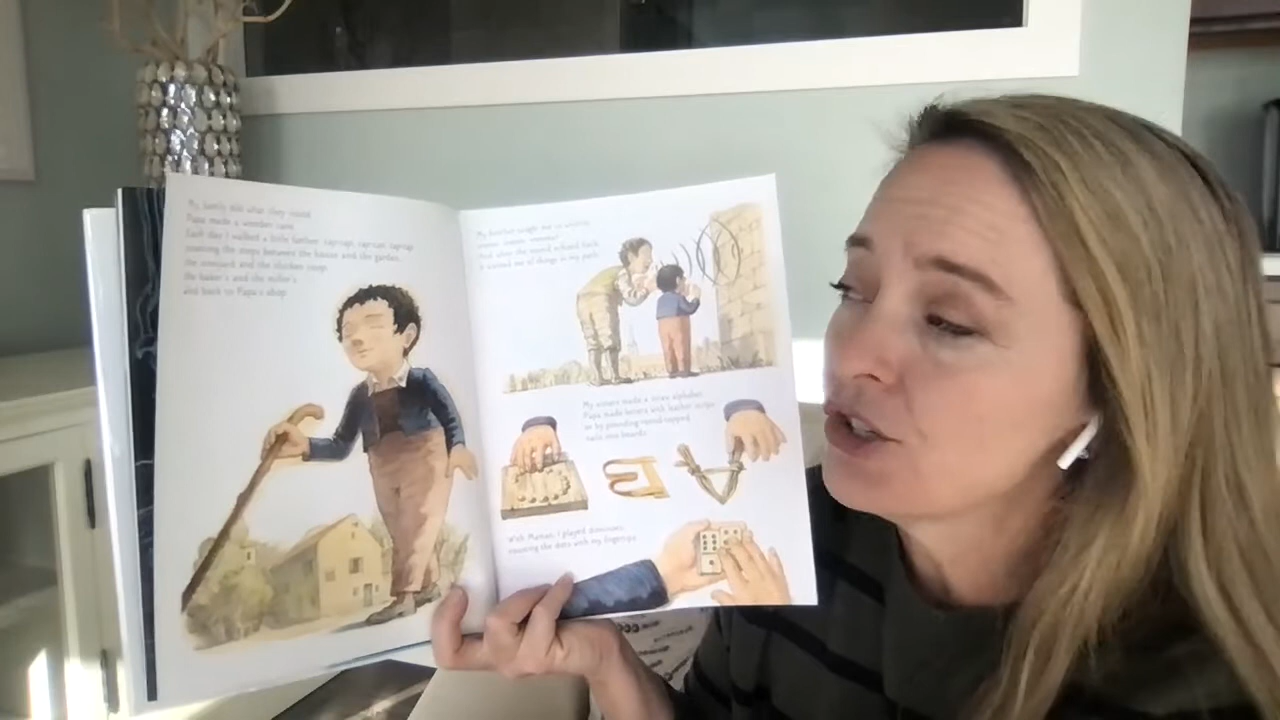 My family did what they could.
Papa made a wooden cane.
Each day I walked a little farther, tap-tap, tap-tap, tap-tap
counting the steps between the house and the garden,
the vineyard and the chicken coop,
the baker's and the miller's
and back to Papa's shop.
My brother taught me to whistle,
And when the sound echoed back,
it warned me of things in my path.
My sisters made a straw alphabet.
Papa made letters with leather strips
or by pounding round-topped
nails into boards.
With Maman, I played dominoes,
counting the dots with my fingertips.